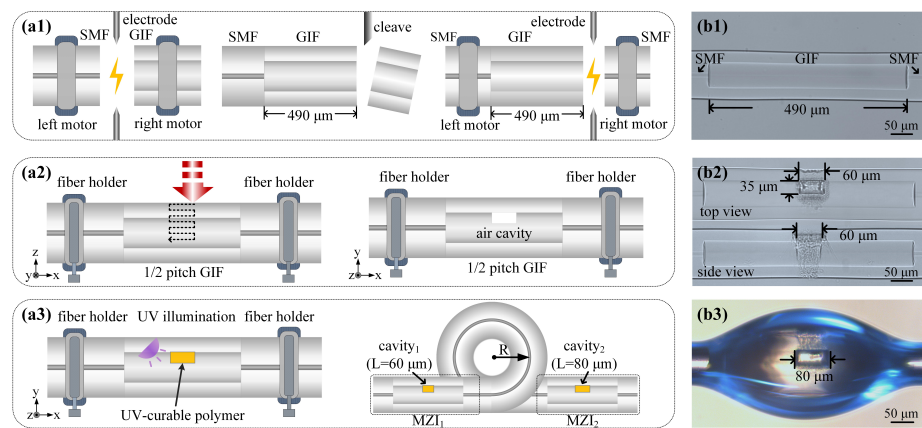 (a1)
SMF
electrode
GIF
SMF
left motor
right motor
SMF
GIF
cleave
490 μm
SMF
GIF
electrode
SMF
490 μm
left motor
right motor
(b1)
SMF
GIF
SMF
490 μm
50 μm
(a2)
fiber holder
fiber holder
z
y
x
1/2 pitch GIF
fiber holder
fiber holder
air cavity
y
z
x
1/2 pitch GIF
(b2)
60 μm
35 μm
top view
60 μm
side view
50 μm
(a3)
fiber holder
UV illumination
fiber holder
y
z
x
UV-curable polymer
R
cavity1
(L=60 μm)
cavity2
(L=80 μm)
MZI1
MZI2
(b3)
80 μm
50 μm